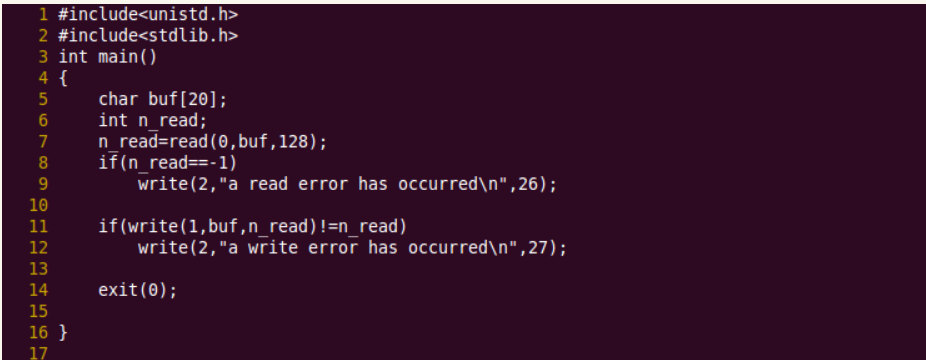 1 #include<unistd.h>
2 #include<stdlib.h>
3 int main()
4 {
5     char buf[20];
6     int n_read;
7     n_read=read(0,buf,128);
8     if(n_read==-1)
9         write(2,"a read error has occurred\n",26);
10
11     if(write(1,buf,n_read)!=n_read)
12         write(2,"a write error has occurred\n",27);
13
14     exit(0);
15
16 }
17